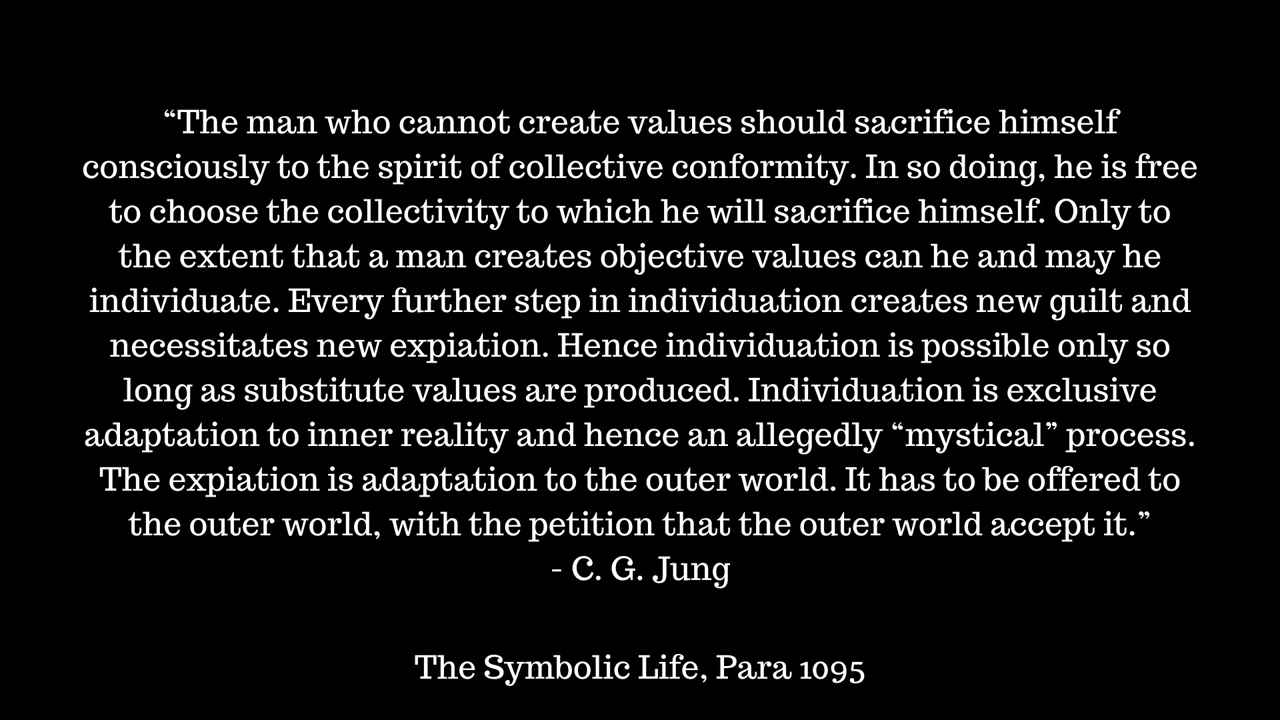 “The man who cannot create values should sacrifice himself
consciously to the spirit of collective conformity. In so doing, he is free
to choose the collectivity to which he will sacrifice himself. Only to
the extent that a man creates objective values can he and may he
individuate. Every further step in individuation creates new guilt and
necessitates new expiation. Hence individuation is possible only so
long as substitute values are produced. Individuation is exclusive
adaptation to inner reality and hence an allegedly “mystical” process.
The expiation is adaptation to the outer world. It has to be offered to
the outer world, with the petition that the outer world accept it.”
- C. G. Jung
The Symbolic Life, Para 1095